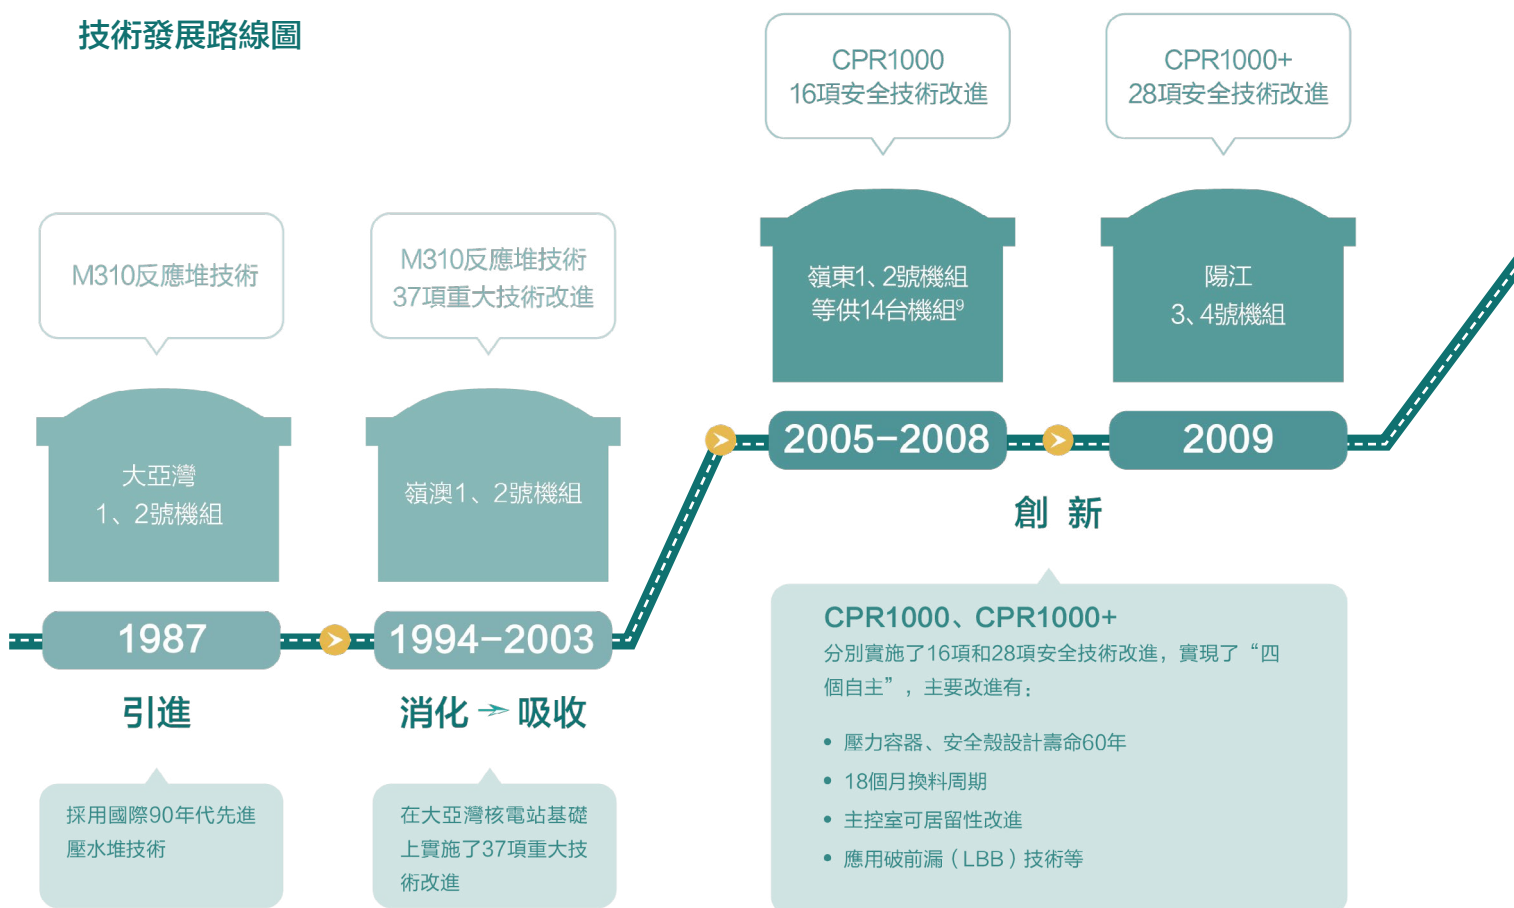 技術發展路線圖
M310反應堆技術
大亞灣
1、2號機組
1987
引進
採用國際90年代先進
壓水堆技術
M310反應堆技術
37項重大技術改進
嶺澳1、2號機組
1994-2003
消化 → 吸收
在大亞灣核電站基礎
上實施了37項重大技
術改進
CPR1000
16項安全技術改進
嶺東1、2號機組
等供14台機組⁹
2005-2008
CPR1000+
28項安全技術改進
陽江
3、4號機組
2009
創 新
CPR1000、CPR1000+
分別實施了16項和28項安全技術改進，實現了“四
個自主”，主要改進有：
• 壓力容器、安全殼設計壽命60年
• 18個月換料周期
• 主控室可居留性改進
• 應用破前漏（LBB）技術等